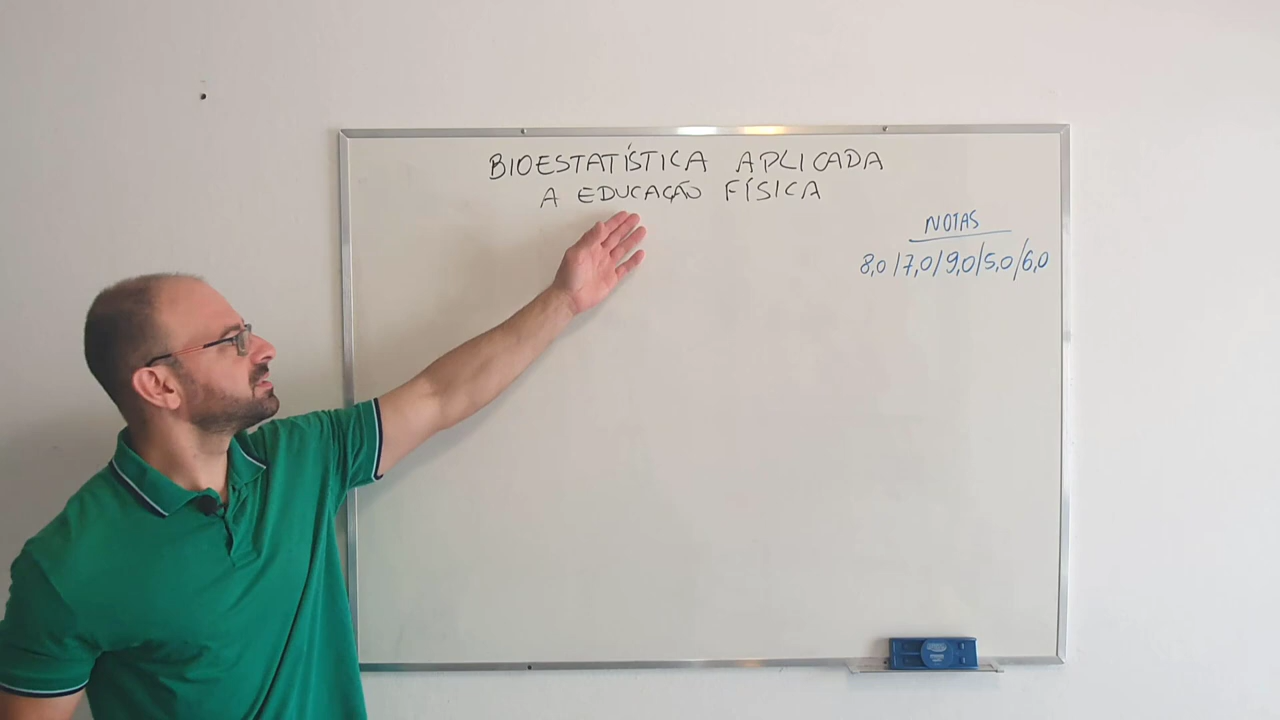 BIOESTATÍSTICA APLICADA
A EDUCAÇÃO FÍSICA
NOTAS
8,0/7,0/9,0/5,0/6,0